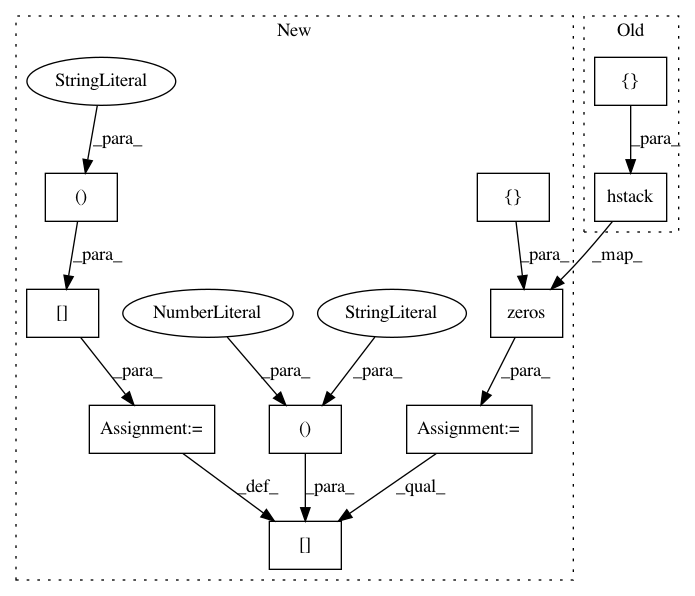 New
Old
StringLiteral
{}
_para_
_para_
()
{}
hstack
_para_
_para_
_map_
[]
NumberLiteral
StringLiteral
zeros
_para_
_para_
_para_
_para_
Assignment:=
()
Assignment:=
_def_
_para_
_qual_
[]